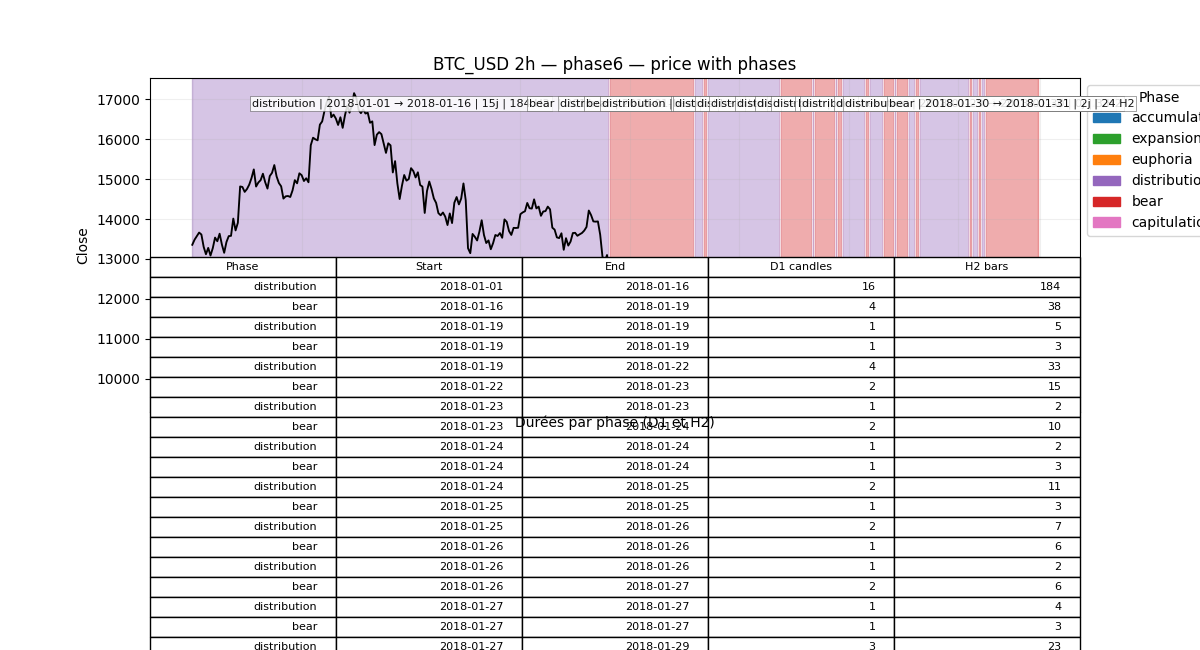 BTC_USD 2h — phase6 — price with phases
distribution | 2018-01-01 → 2018-01-16 | 15j | 184 bear bear | 2018-01-30 → 2018-01-31 | 2j | 24 H2
Phase
expansion
euphoria
bear
Close
17000
16000
15000
14000
13000
12000
11000
10000
Phase Start End D1 candles H2 bars
distribution 2018-01-01 2018-01-16 16 184
bear 2018-01-16 2018-01-19 4 38
distribution 2018-01-19 2018-01-19 1 5
bear 2018-01-19 2018-01-19 1 3
distribution 2018-01-19 2018-01-22 4 33
bear 2018-01-22 2018-01-23 2 15
distribution 2018-01-23 2018-01-23 1 2
Durées par phase (D1 et H2)
bear 2018-01-23 2018-01-24 2 10
distribution 2018-01-24 2018-01-24 1 2
bear 2018-01-24 2018-01-24 1 3
distribution 2018-01-24 2018-01-25 2 11
bear 2018-01-25 2018-01-25 1 3
distribution 2018-01-25 2018-01-26 2 7
bear 2018-01-26 2018-01-26 1 6
distribution 2018-01-26 2018-01-26 1 2
bear 2018-01-26 2018-01-27 2 6
distribution 2018-01-27 2018-01-27 1 4
bear 2018-01-27 2018-01-27 1 3
distribution 2018-01-27 2018-01-29 3 23